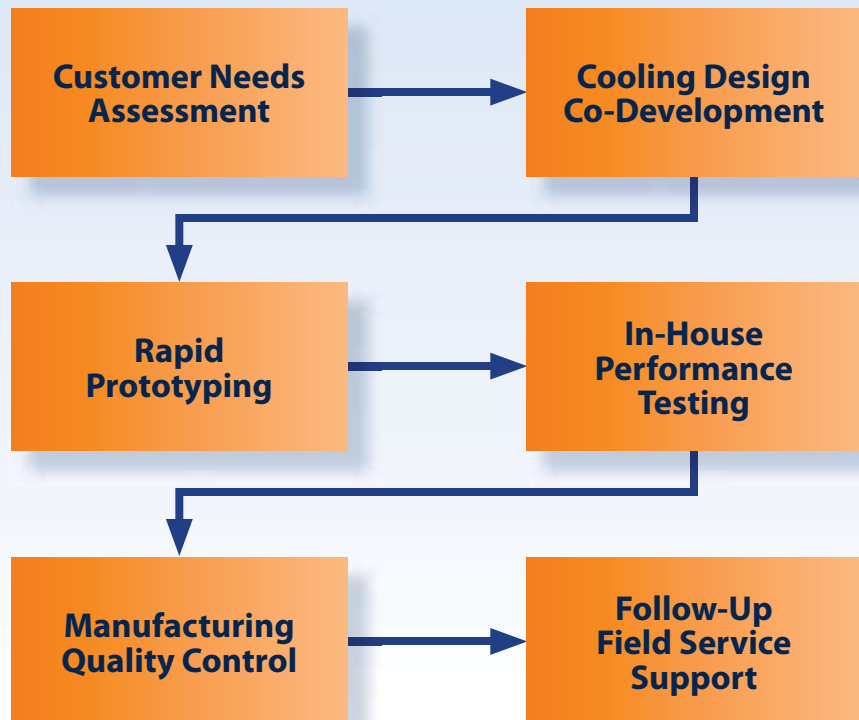 Customer Needs
Assessment
Cooling Design
Co-Development
Rapid
Prototyping
In-House
Performance
Testing
Manufacturing
Quality Control
Follow-Up
Field Service
Support